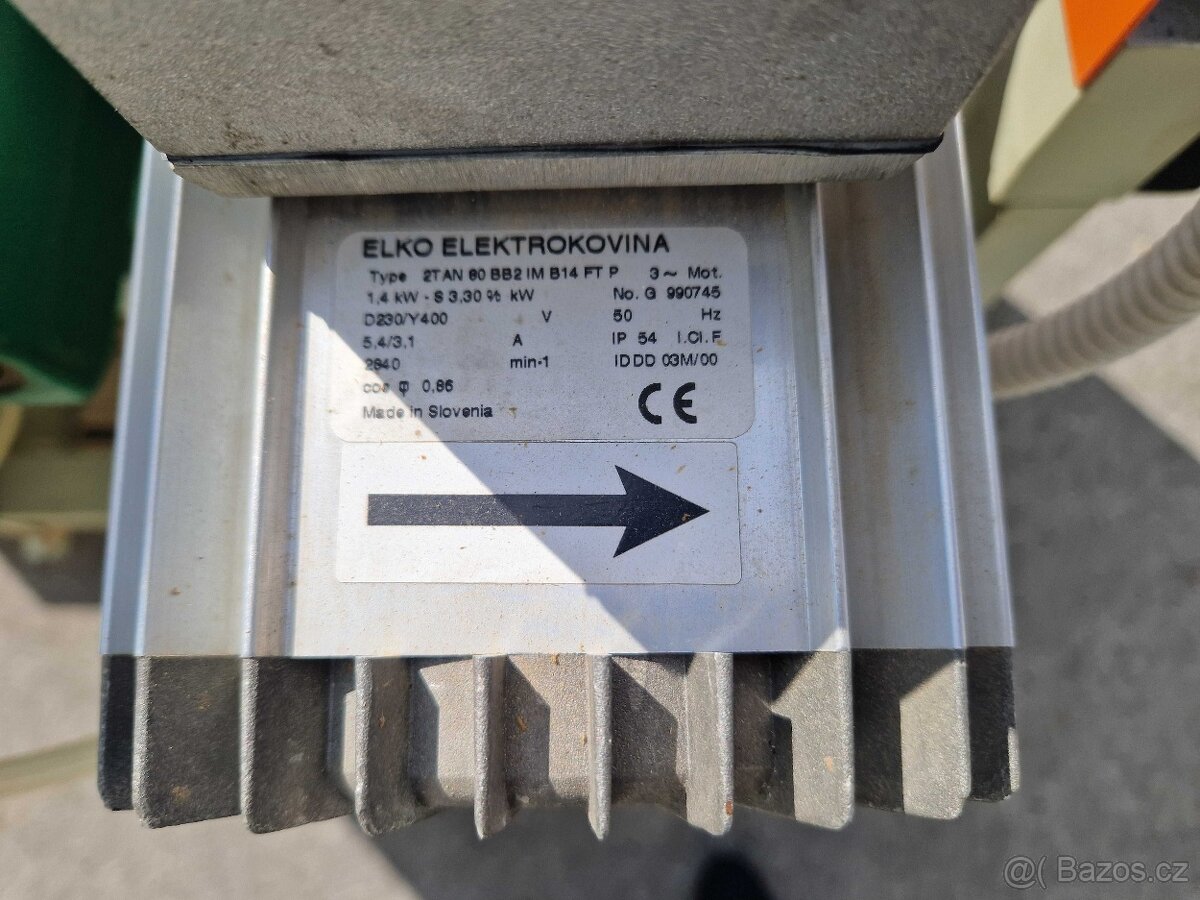 ELKO ELEKTROKOVINA
Type 2TAN 80 BB2 IM B14 FT P 3~ Mot.
1,4 kW - S 3,30 % kW No. G 990745
D230/Y400 V 50 Hz
5,4/3,1 A IP 54 I.Cl.F
2840 min-1 IDDD 03M/00
cos φ 0,86
Made in Slovenia CE
@( Bazos.cz